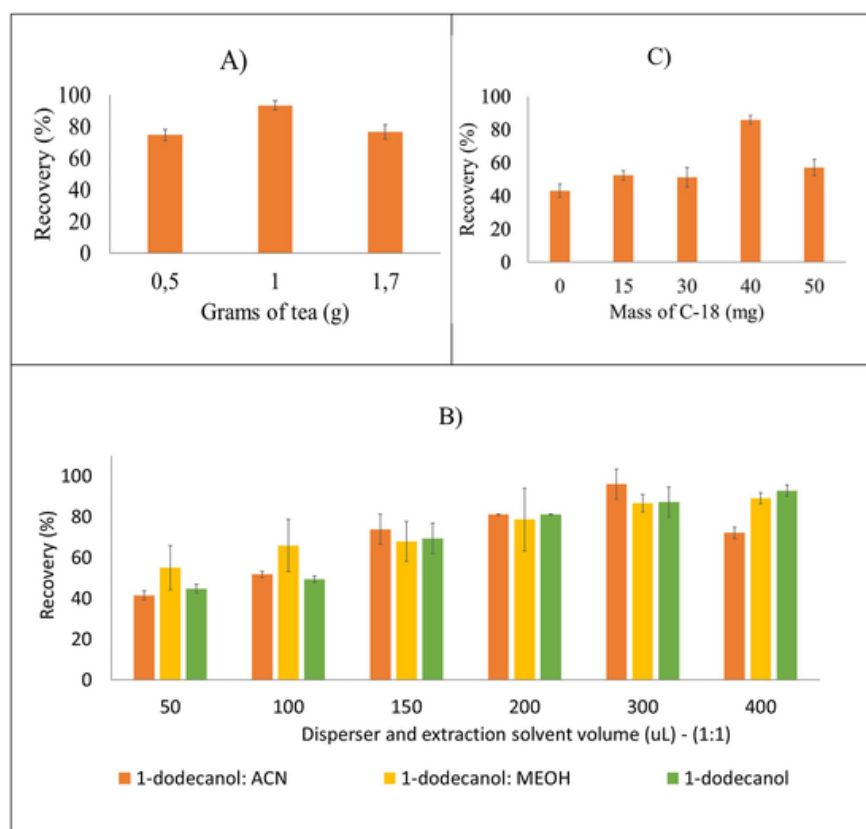 A)
100
80
60
40
20
0
Recovery (%)
0,5 1 1,7
Grams of tea (g)
C)
100
80
60
40
20
0
Recovery (%)
0 15 30 40 50
Mass of C-18 (mg)
B)
100
80
60
40
20
0
Recovery (%)
50 100 150 200 300 400
Disperser and extraction solvent volume (uL) - (1:1)
1-dodecanol: ACN 1-dodecanol: MEOH 1-dodecanol